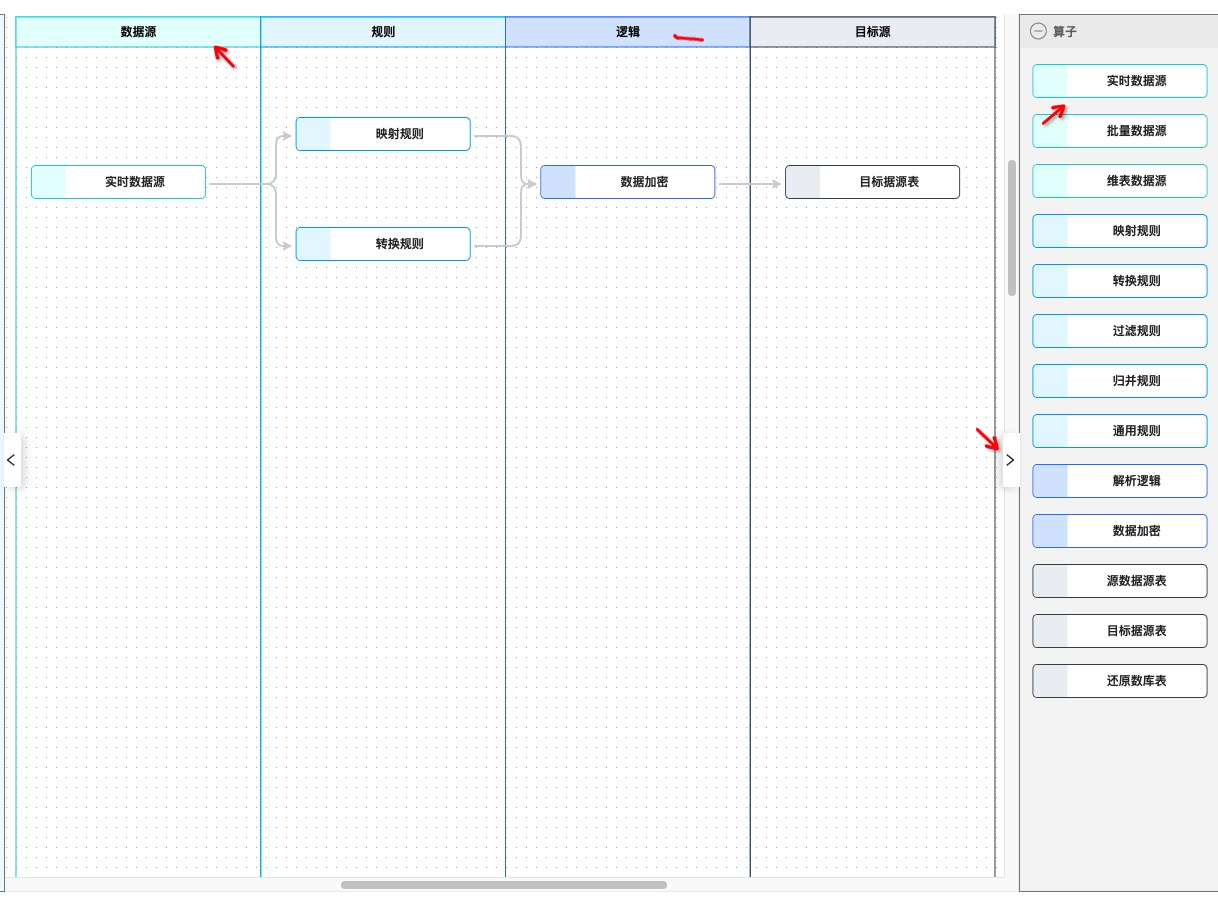 数据源
规则
逻辑
目标源
实时数据源
映射规则
转换规则
数据加密
目标据源表
算子
实时数据源
批量数据源
维表数据源
映射规则
转换规则
过滤规则
归并规则
通用规则
解析逻辑
数据加密
源数据源表
目标据源表
还原数库表